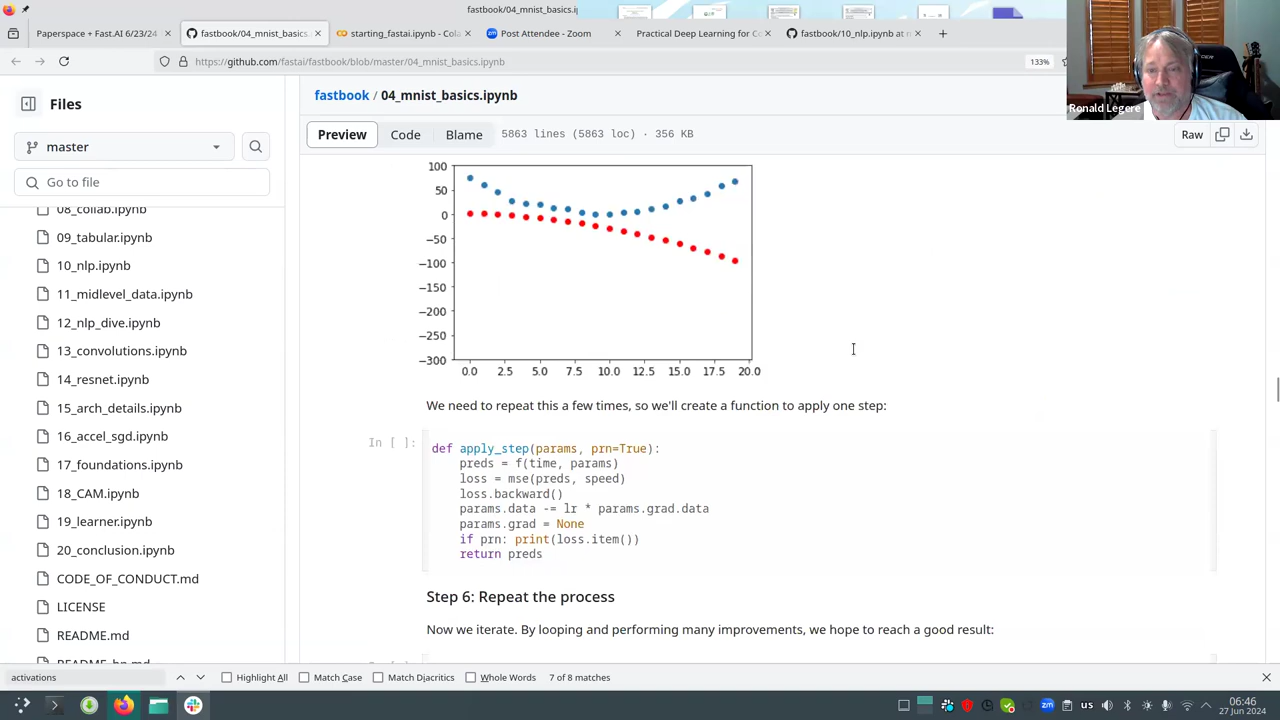 fastbook/04_mnist_basics.ip
Paperspace + Fast.AI 6/23/24
fastbook/04_mnist_basics.
starting - Co
Post Attendee - Zoom
Practical Deep Learning for Co
fastbook/10_nlp.ipynb at
https://github.com/fastai/fastbook/blob/master/04_mnist_basics.ipynb
133%
Ronald Legere
Files
fastbook / 04_mnist_basics.ipynb
Preview
Code
Blame
5863 lines (5863 loc) · 356 KB
Raw
master
Go to file
08_collab.ipynb
09_tabular.ipynb
10_nlp.ipynb
11_midlevel_data.ipynb
12_nlp_dive.ipynb
13_convolutions.ipynb
14_resnet.ipynb
15_arch_details.ipynb
16_accel_sgd.ipynb
17_foundations.ipynb
18_CAM.ipynb
19_learner.ipynb
20_conclusion.ipynb
CODE_OF_CONDUCT.md
LICENSE
README.md
README_bn.md
100
50
0
−50
−100
−150
−200
−250
−300
0.0 2.5 5.0 7.5 10.0 12.5 15.0 17.5 20.0
We need to repeat this a few times, so we'll create a function to apply one step:
In [ ]:
def apply_step(params, prn=True):
preds = f(time, params)
loss = mse(preds, speed)
loss.backward()
params.data -= lr * params.grad.data
params.grad = None
if prn: print(loss.item())
return preds
Step 6: Repeat the process
Now we iterate. By looping and performing many improvements, we hope to reach a good result:
activations
Highlight All
Match Case
Match Diacritics
Whole Words
7 of 8 matches
us
06:46
27 Jun 2024